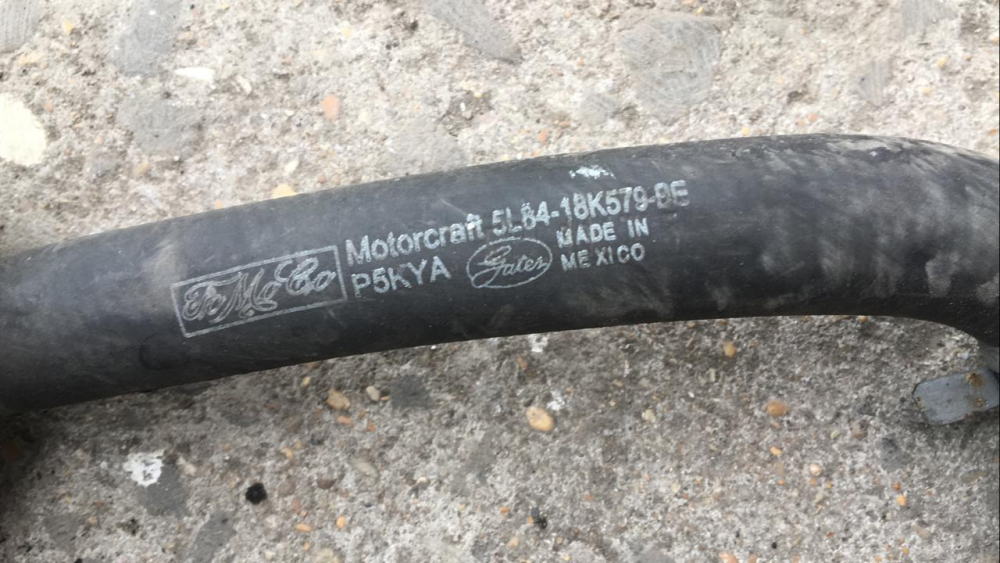 FoMoCo
Motorcraft 5L84-18K579-BE
P5KYA
Gates
MADE IN
MEXICO